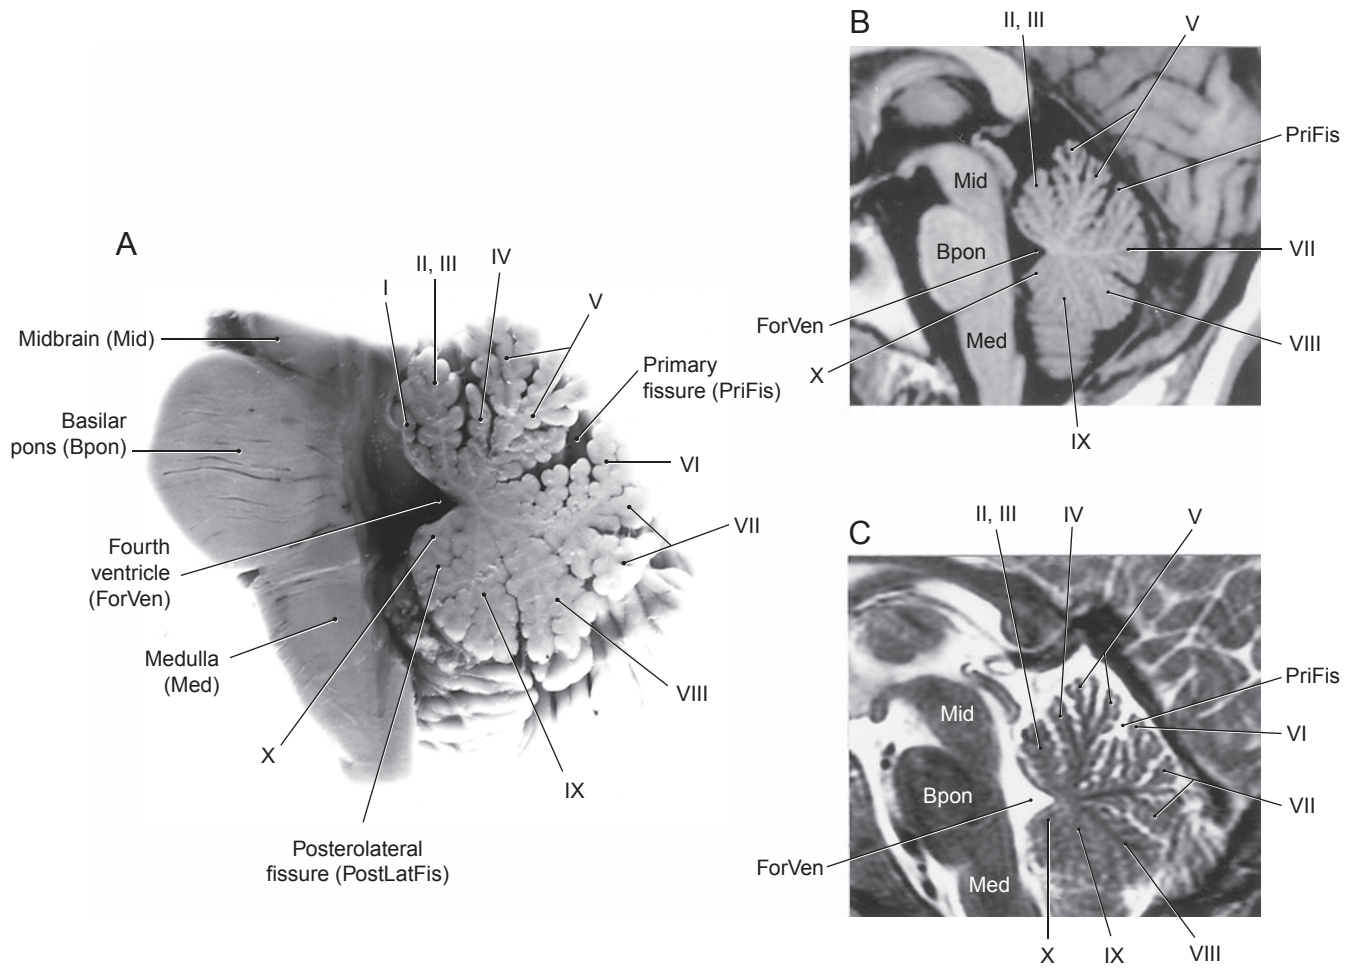 A
I
II, III
IV
V
Midbrain (Mid)
Primary
fissure (PriFis)
Basilar
pons (Bpon)
VI
VII
Fourth
ventricle
(ForVen)
Medulla
(Med)
VIII
X
IX
Posterolateral
fissure (PostLatFis)
B
II, III
V
PriFis
Mid
Bpon
VII
ForVen
Med
VIII
X
IX
C
II, III
IV
V
PriFis
Mid
VI
Bpon
VII
ForVen
Med
X
IX
VIII